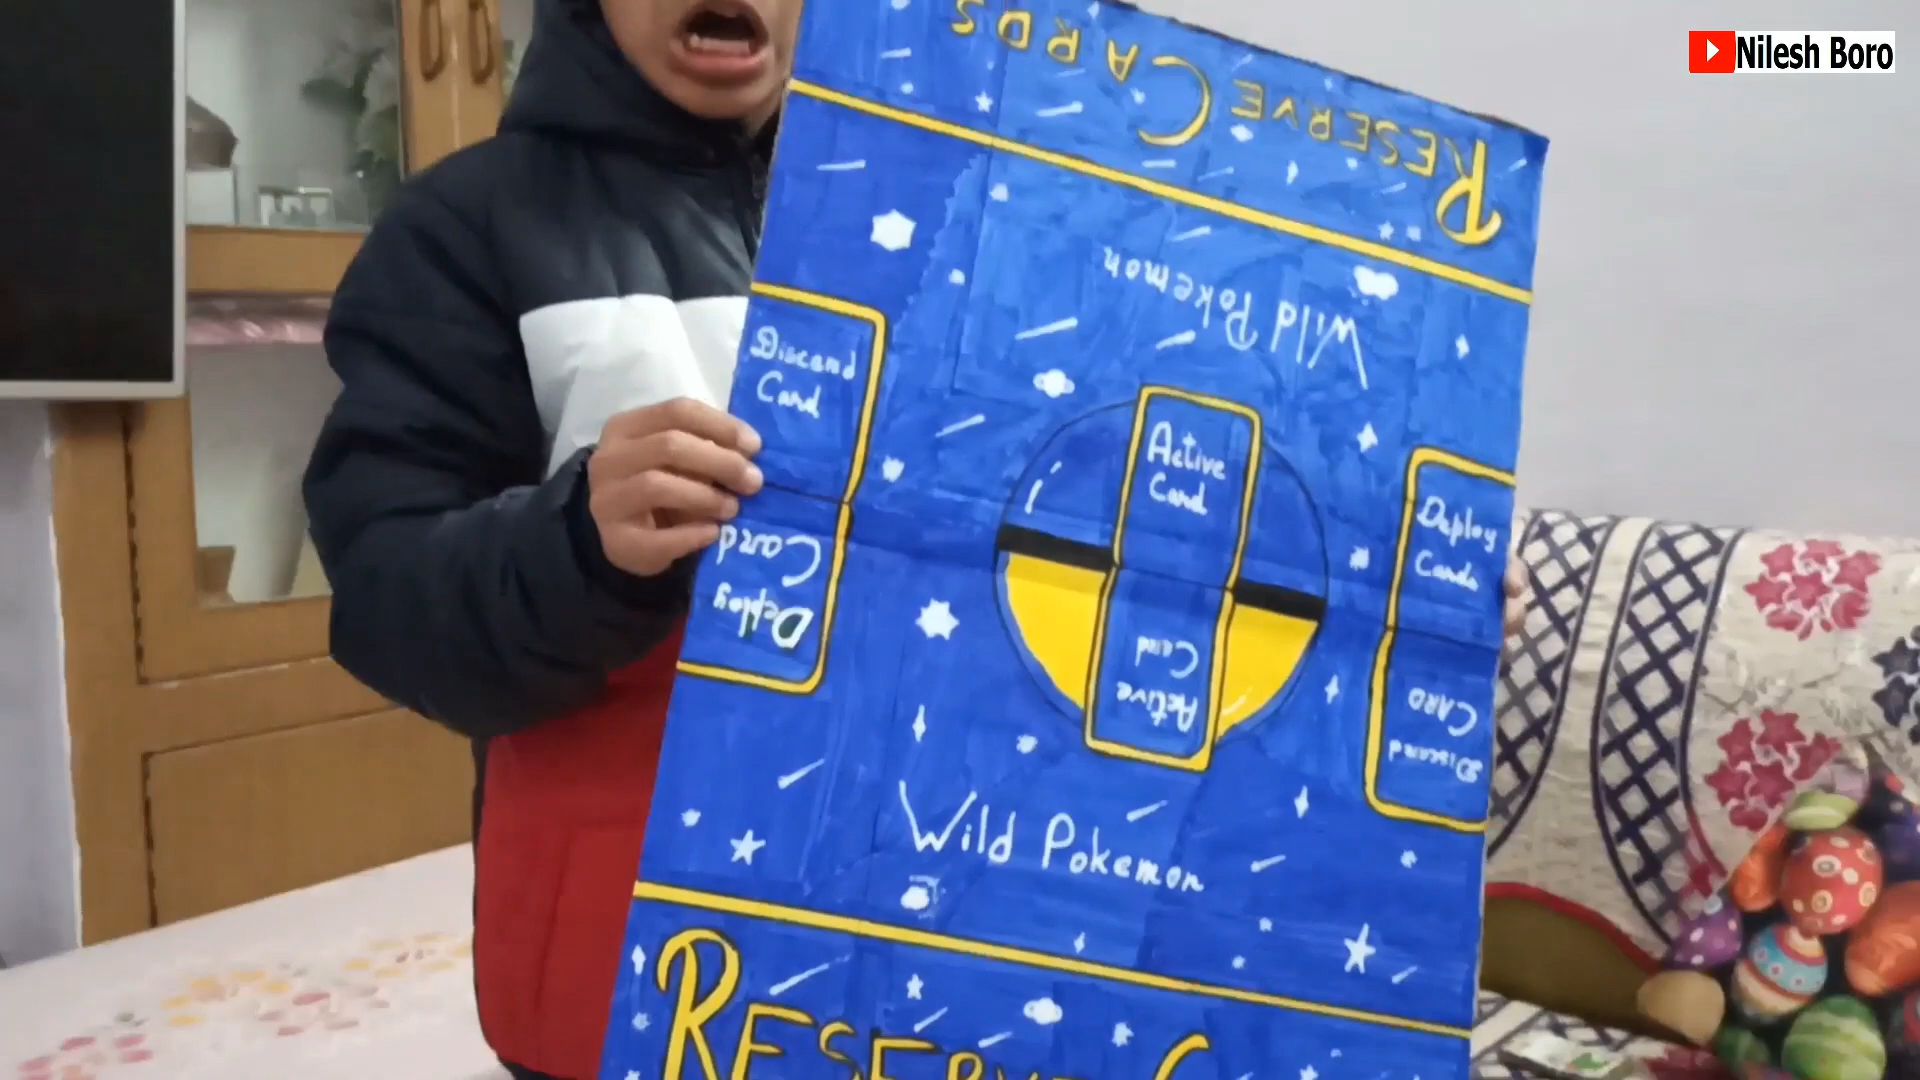 Nilesh Boro
RESERVE CARDS
Wild Pokemon
Discard
Card
Active
Card
Deploy
Cards
Deploy
Card
Active
Card
Discard
CARD
Wild Pokemon
RESERVE C